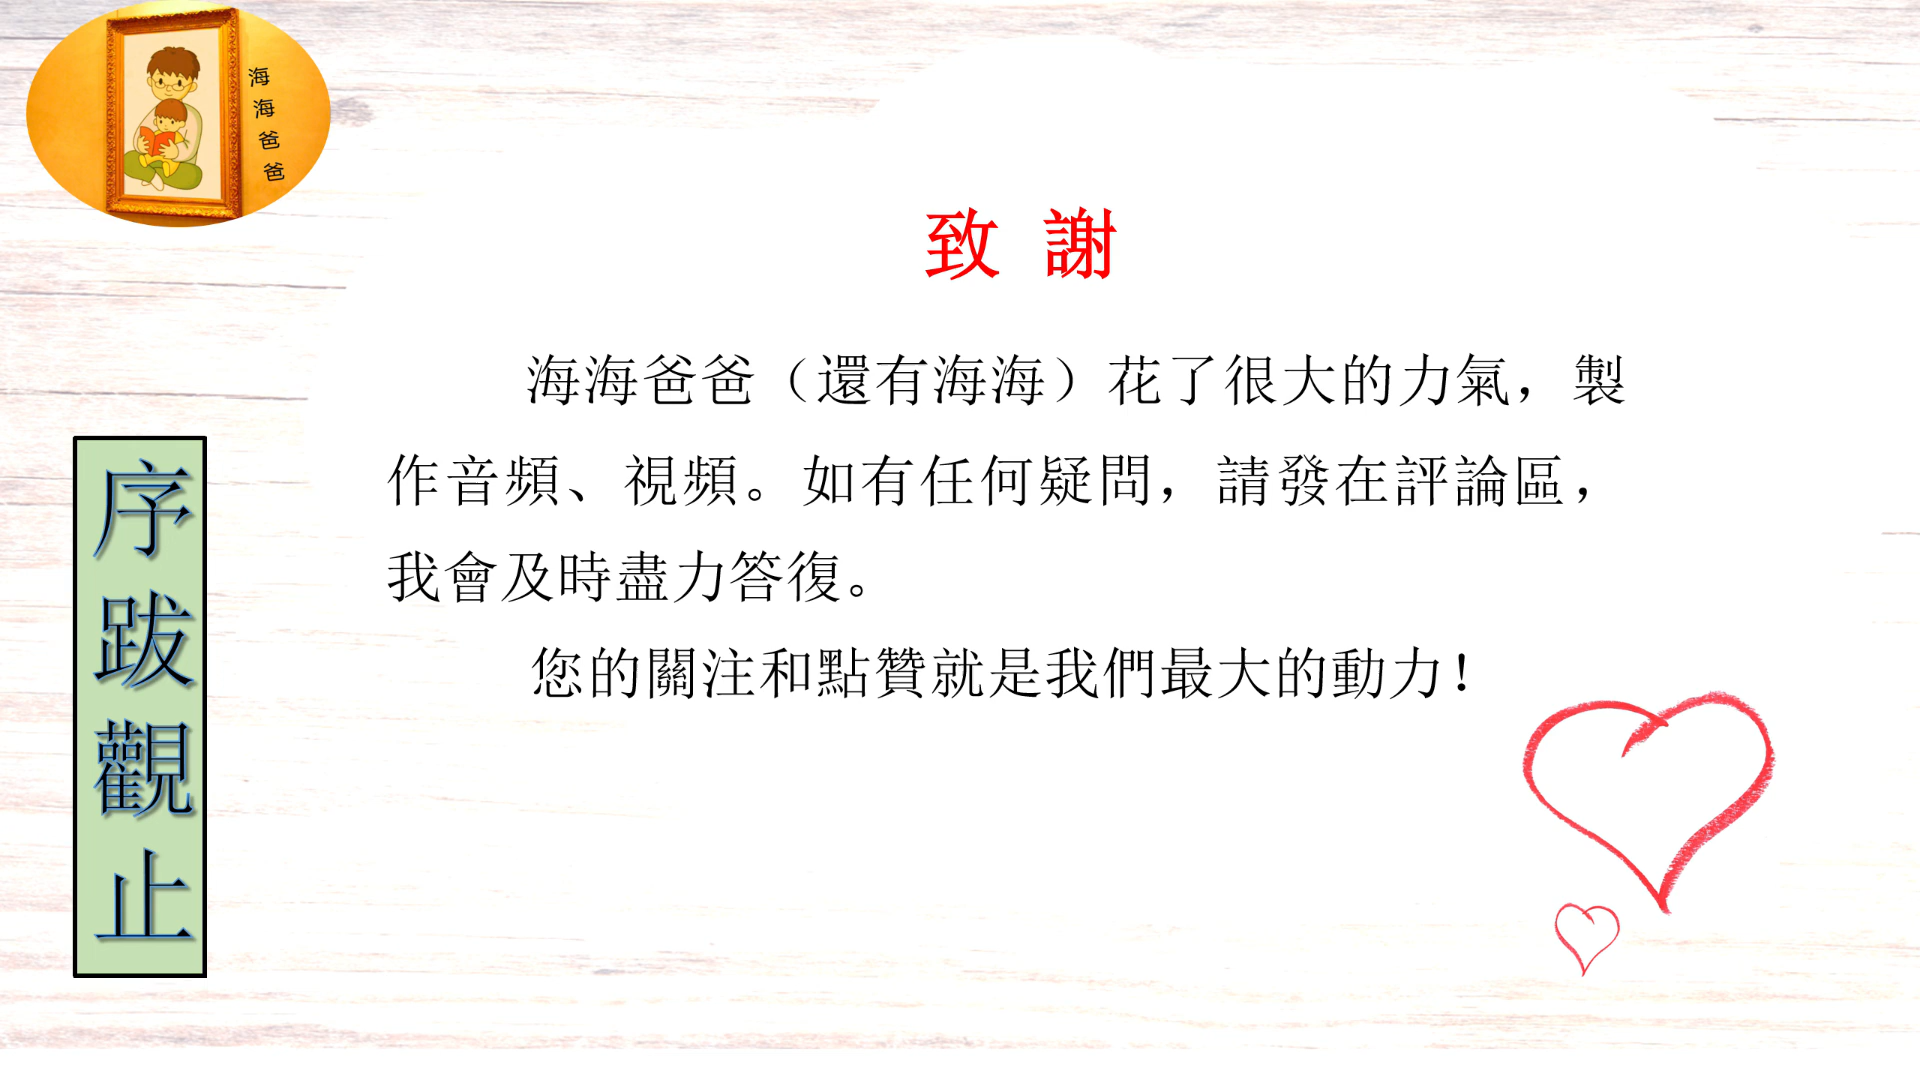 海海爸爸
致 謝
海海爸爸（還有海海）花了很大的力氣，製
作音頻、視頻。如有任何疑問，請發在評論區，
我會及時盡力答復。
您的關注和點贊就是我們最大的動力！
序跋觀止